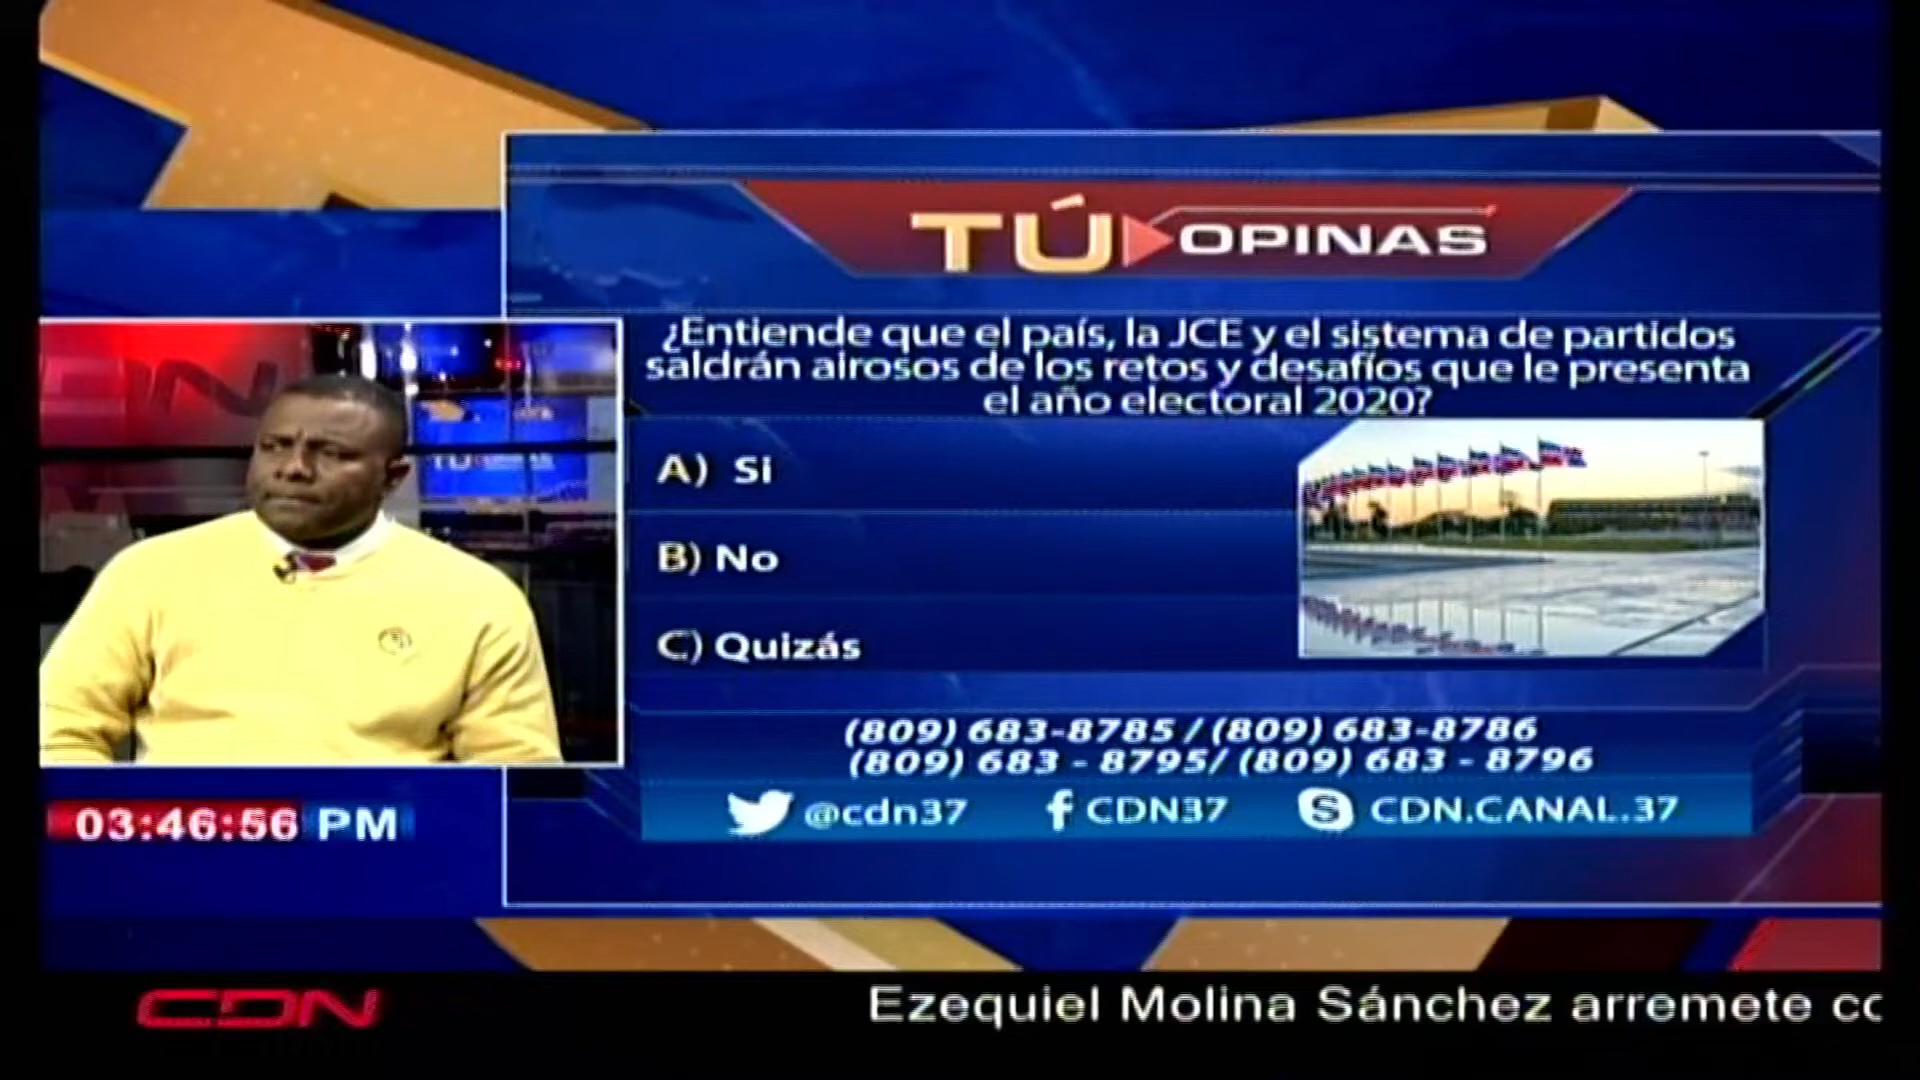 TÚ OPINAS
¿Entiende que el país, la JCE y el sistema de partidos
saldrán airosos de los retos y desafíos que le presenta
el año electoral 2020?
A) Si
B) No
C) Quizás
(809) 683-8785 / (809) 683-8786
(809) 683 - 8795/ (809) 683 - 8796
@cdn37 CDN37 CDN.CANAL.37
03:46:56 PM
CDN Ezequiel Molina Sánchez arremete co